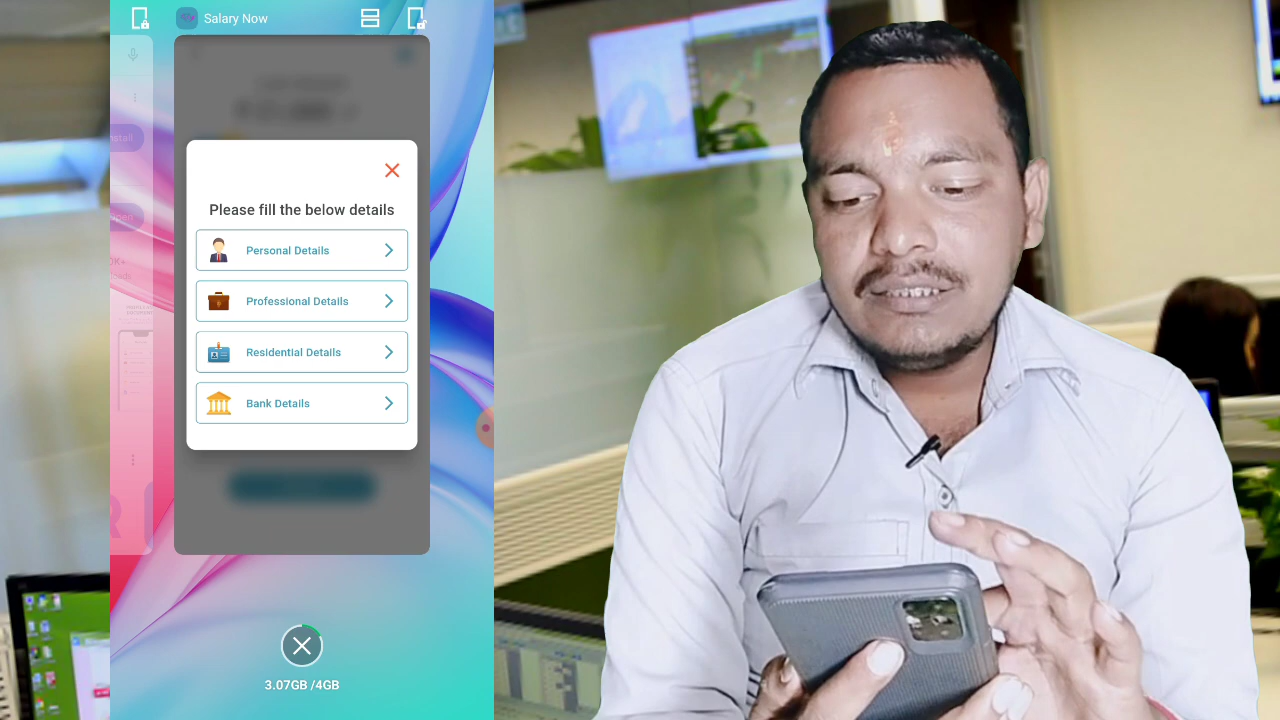 Salary Now
Please fill the below details
Personal Details
Professional Details
Residential Details
Bank Details
3.07GB /4GB